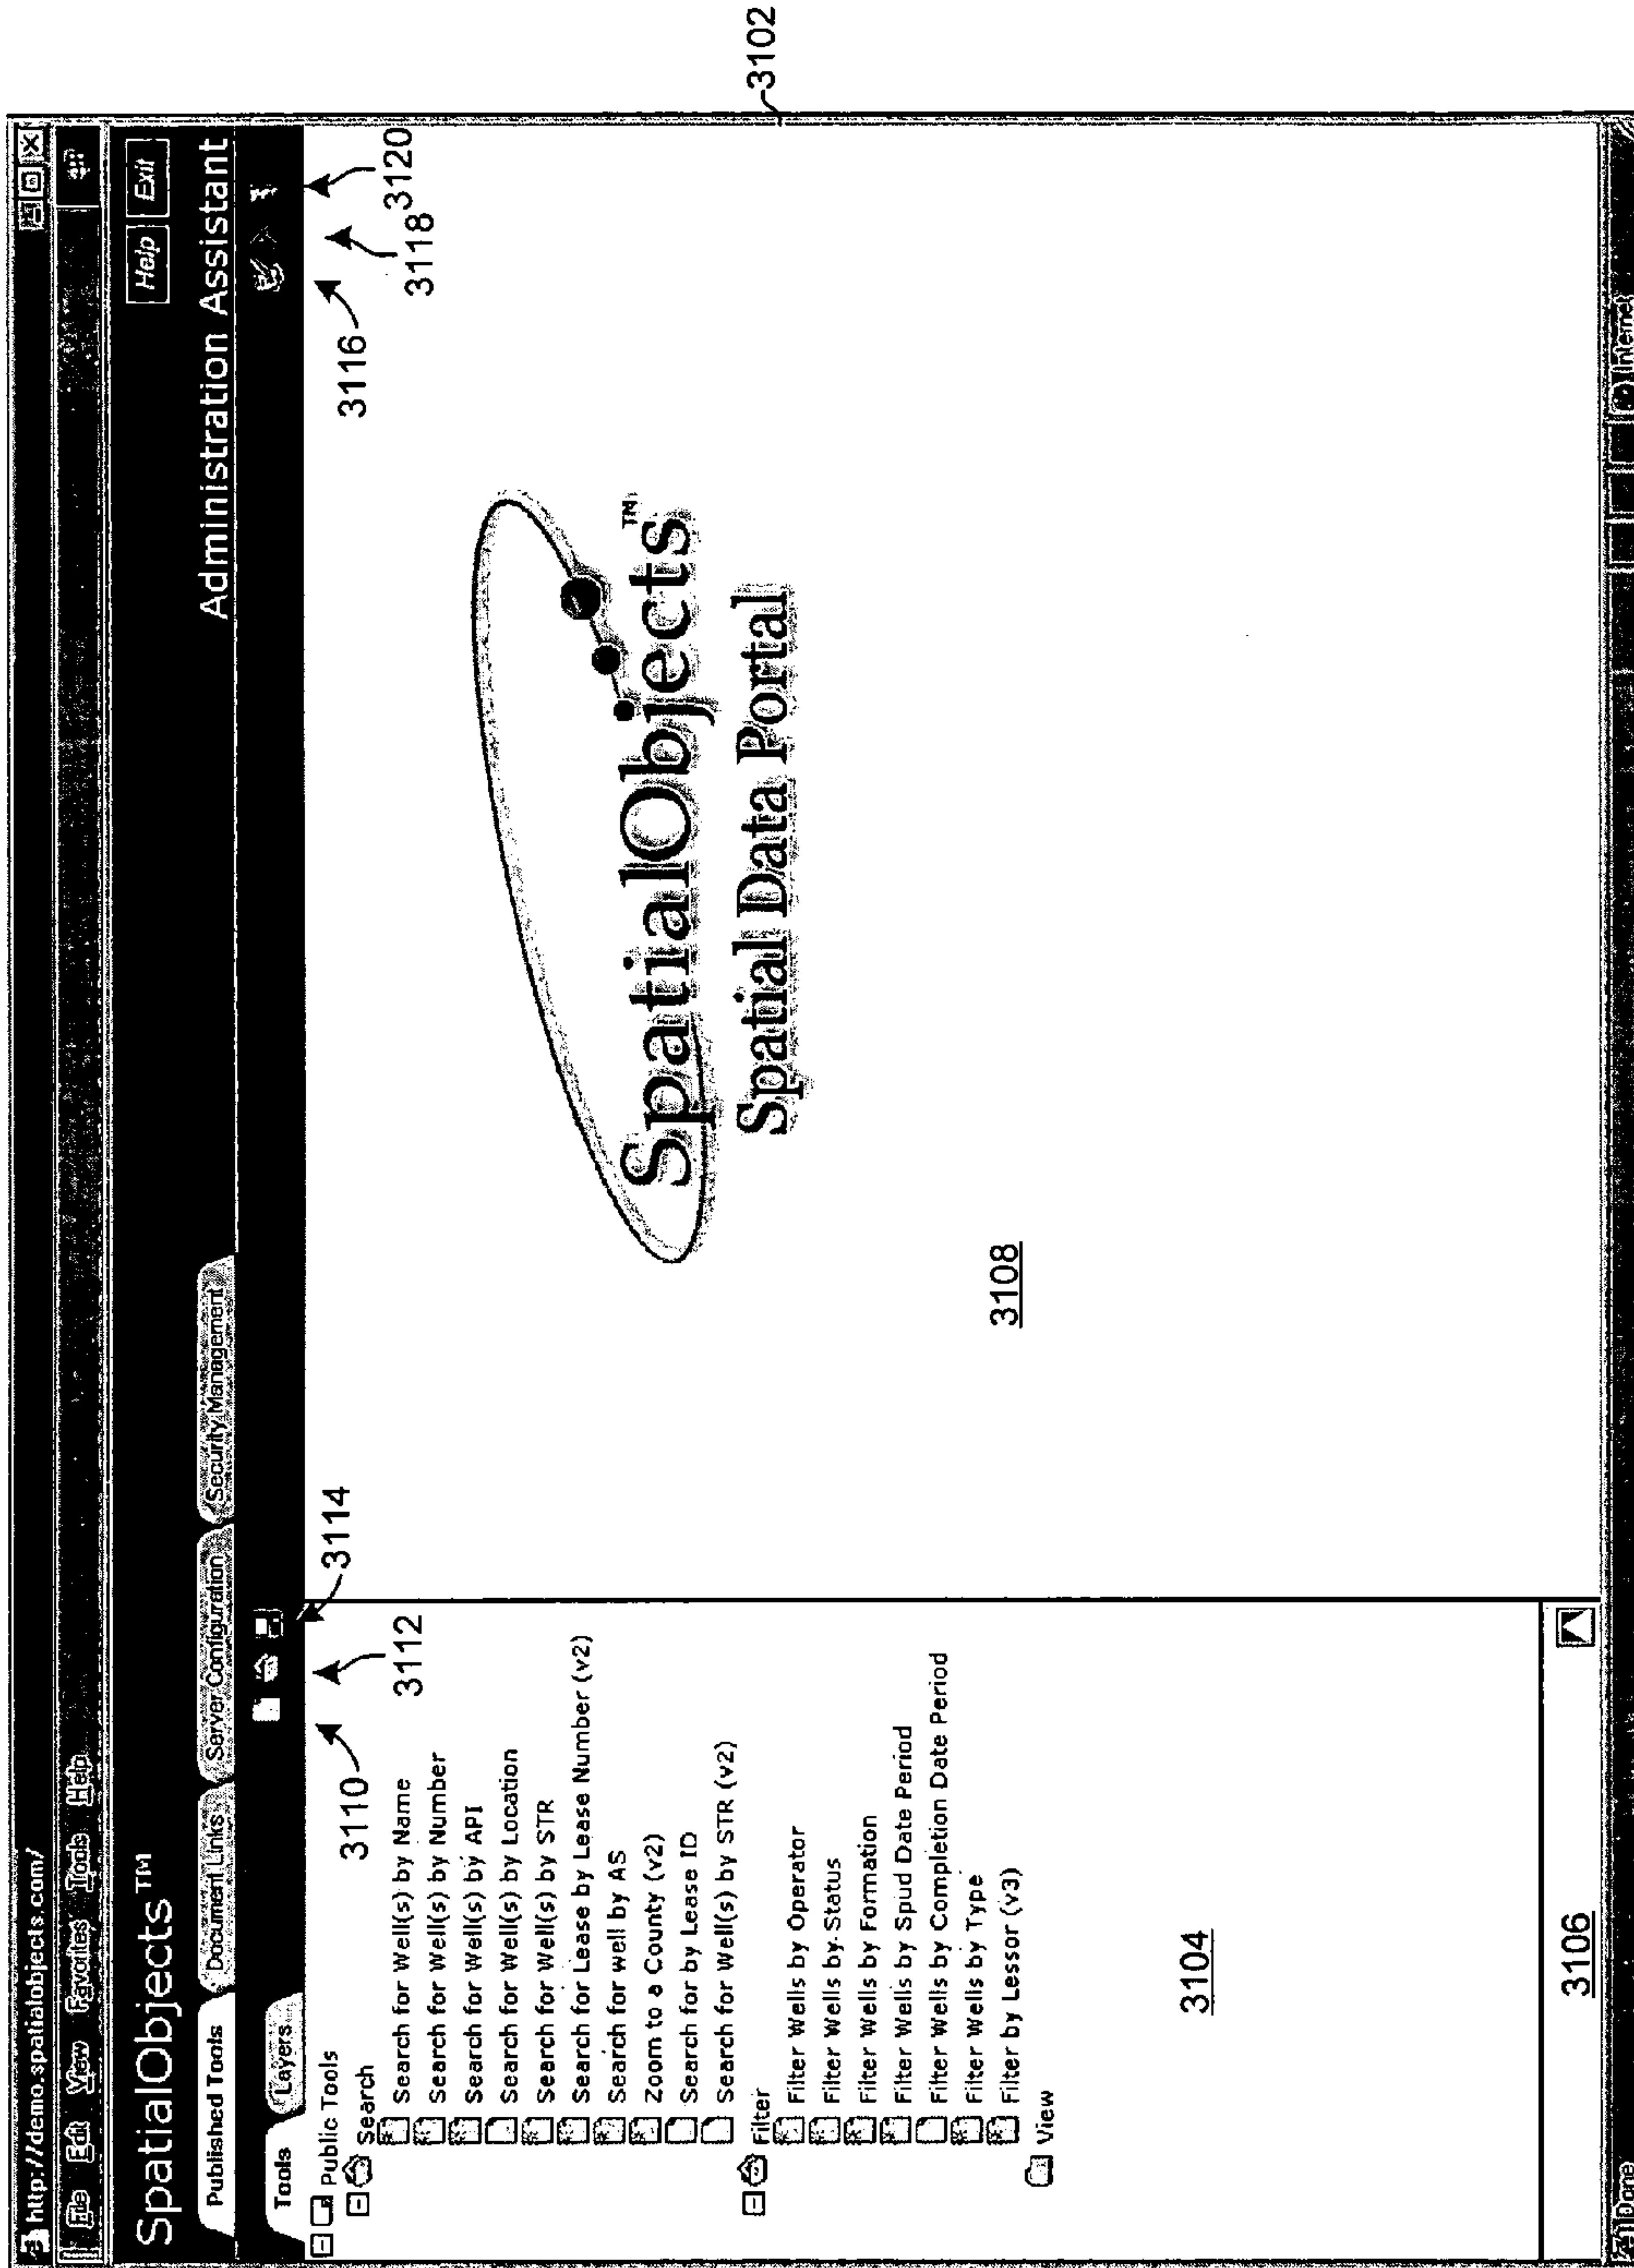 http://demo.spatialobjects.com/
File Edit View Favorites Tools Help
SpatialObjects™
Help Exit
Published Tools Document Links Server Configuration Security Management
Administration Assistant
Tools Layers
3114
3116
3118
3120
3110
3112
Public Tools
Search
Search for Well(s) by Name
Search for Well(s) by Number
Search for Well(s) by API
Search for Well(s) by Location
Search for Well(s) by STR
Search for Lease by Lease Number (v2)
Search for well by AS
Zoom to a County (v2)
Search for by Lease ID
Search for Well(s) by STR (v2)
Filter
Filter Wells by Operator
Filter Wells by Status
Filter Wells by Formation
Filter Wells by Spud Date Period
Filter Wells by Completion Date Period
Filter Wells by Type
Filter by Lessor (v3)
View
3104
3106
SpatialObjects™
Spatial Data Portal
3108
3102
Done
Internet